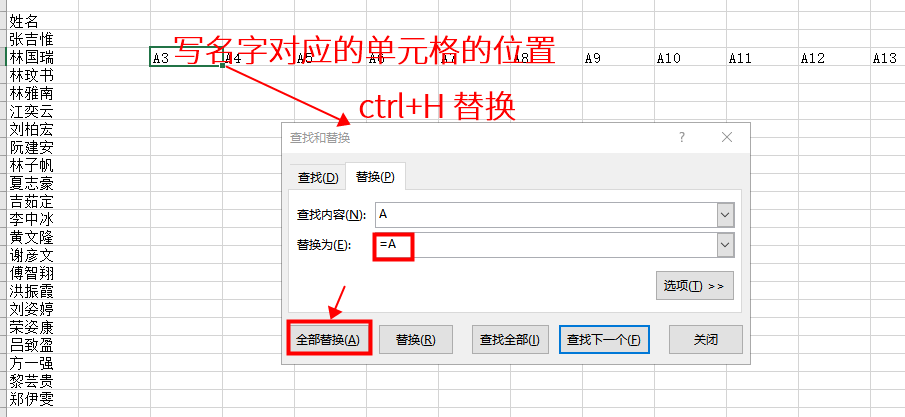 姓名
张吉惟
写名字对应的单元格的位置
林国瑞 A3 A4 A5 A6 A7 A8 A9 A10 A11 A12 A13
林玟书
林雅南
ctrl+H 替换
江奕云
刘柏宏
查找和替换 ? ×
阮建安
林子帆
查找(D) 替换(P)
夏志豪
吉茹定
查找内容(N): A
李中冰
黄文隆
替换为(E): =A
谢彦文
傅智翔
选项(T) >>
洪振霞
刘姿婷
荣姿康
全部替换(A) 替换(R) 查找全部(I) 查找下一个(F) 关闭
吕致盈
方一强
黎芸贵
郑伊雯